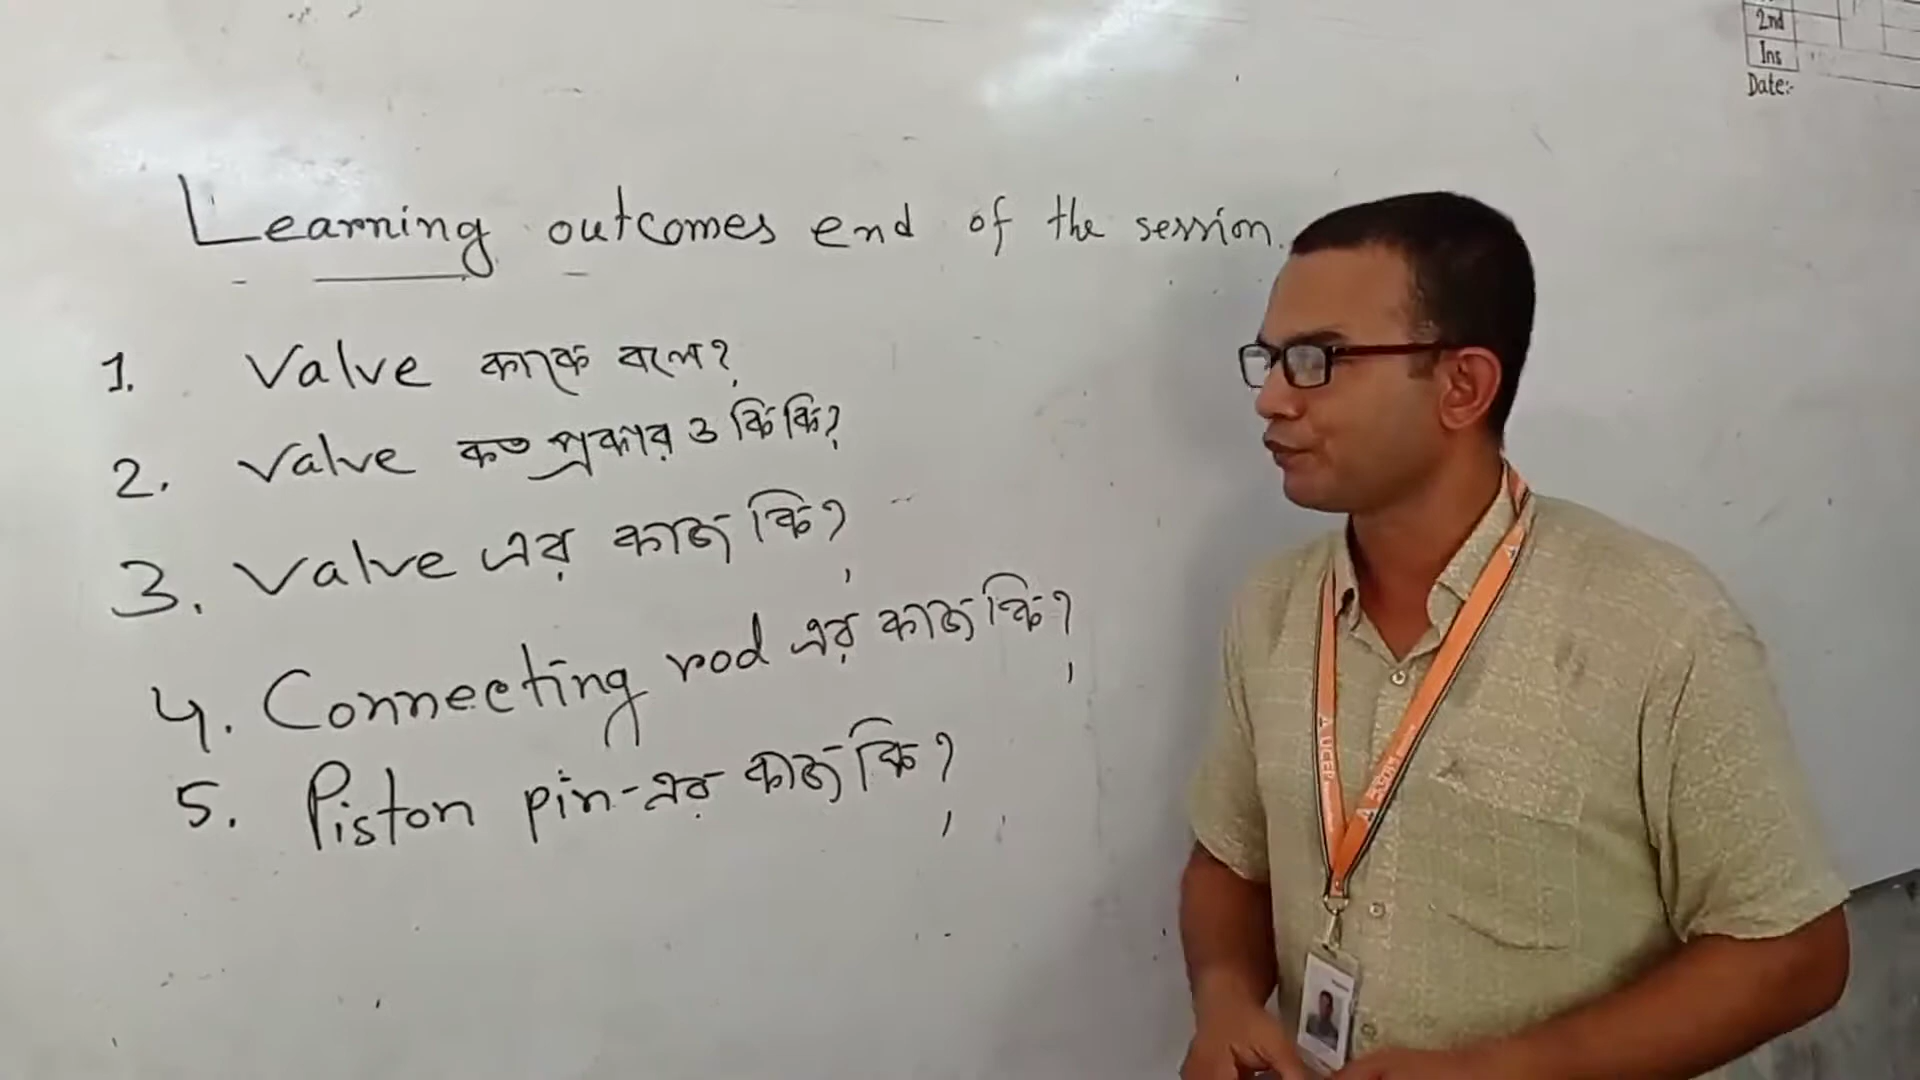 2nd
Ins
Date:-
Learning outcomes end of the session.
1. Valve কাকে বলে?
2. Valve কত প্রকার ও কি কি?
3. Valve এর কাজ কি?
4. Connecting rod এর কাজ কি?
5. Piston pin-এর কাজ কি?
UCEP